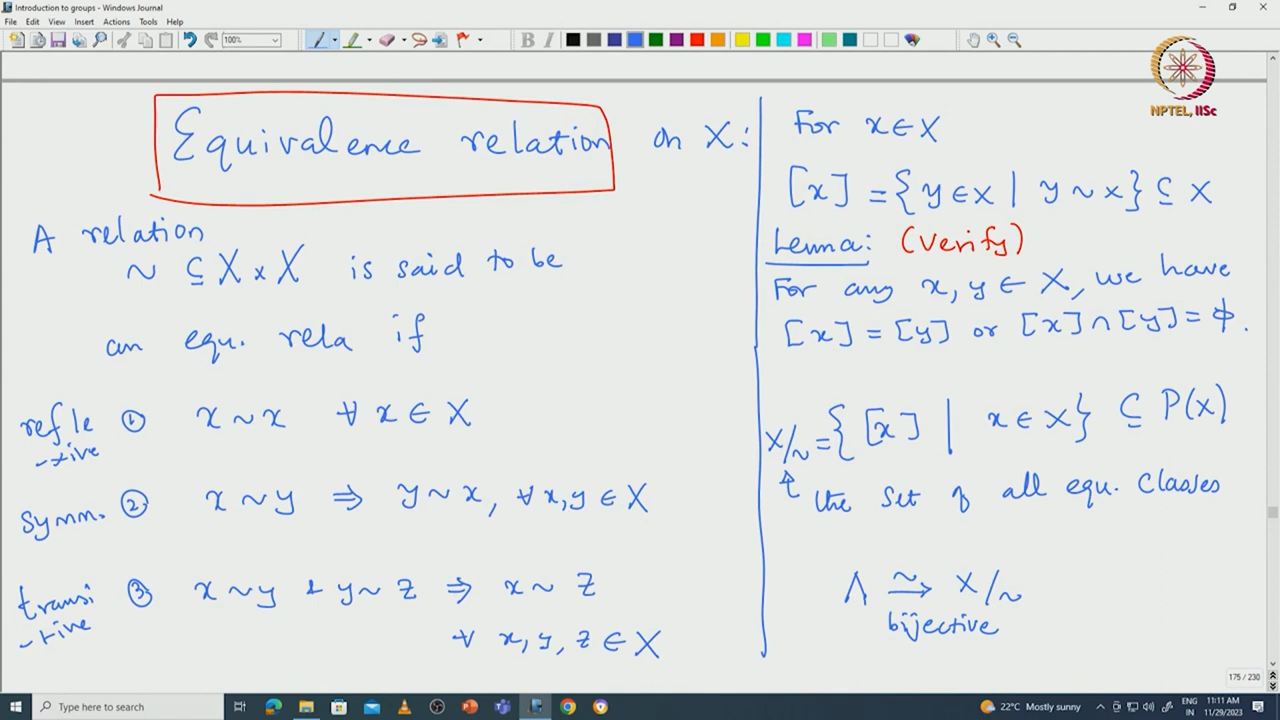 Introduction to groups - Windows Journal
File Edit View Insert Actions Tools Help
100%
B I
NPTEL, IISc
Equivalence relation on X:
A relation
~ ⊆ X × X is said to be
an equ. rela if
refle
-xive ① x ~ x ∀ x ∈ X
symm. ② x ~ y ⇒ y ~ x, ∀ x,y ∈ X
transi
-tive ③ x ~ y & y ~ z ⇒ x ~ z
∀ x, y, z ∈ X
For x ∈ X
[x] = { y ∈ X | y ~ x } ⊆ X
Lemma: (Verify)
For any x, y ∈ X, we have
[x] = [y] or [x] ∩ [y] = ϕ.
X/~ = { [x] | x ∈ X } ⊆ P(X)
the set of all equ. classes
Λ ⥲ X/~
bijective
175 / 230
Type here to search
22°C Mostly sunny
ENG
IN
11:11 AM
11/29/2023